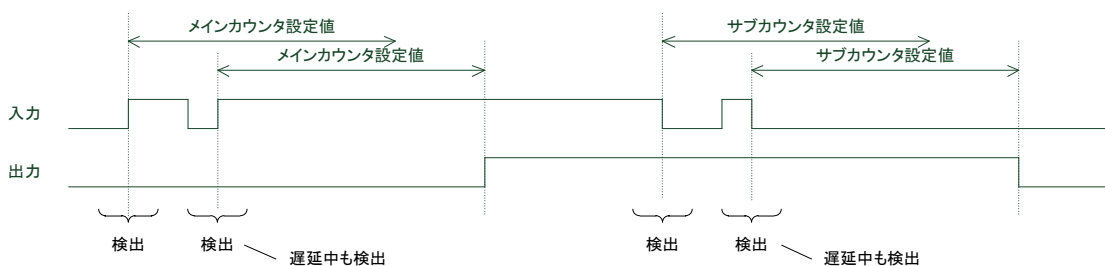 メインカウンタ設定値
サブカウンタ設定値
メインカウンタ設定値
サブカウンタ設定値
入力
出力
検出
検出
検出
検出
遅延中も検出
遅延中も検出